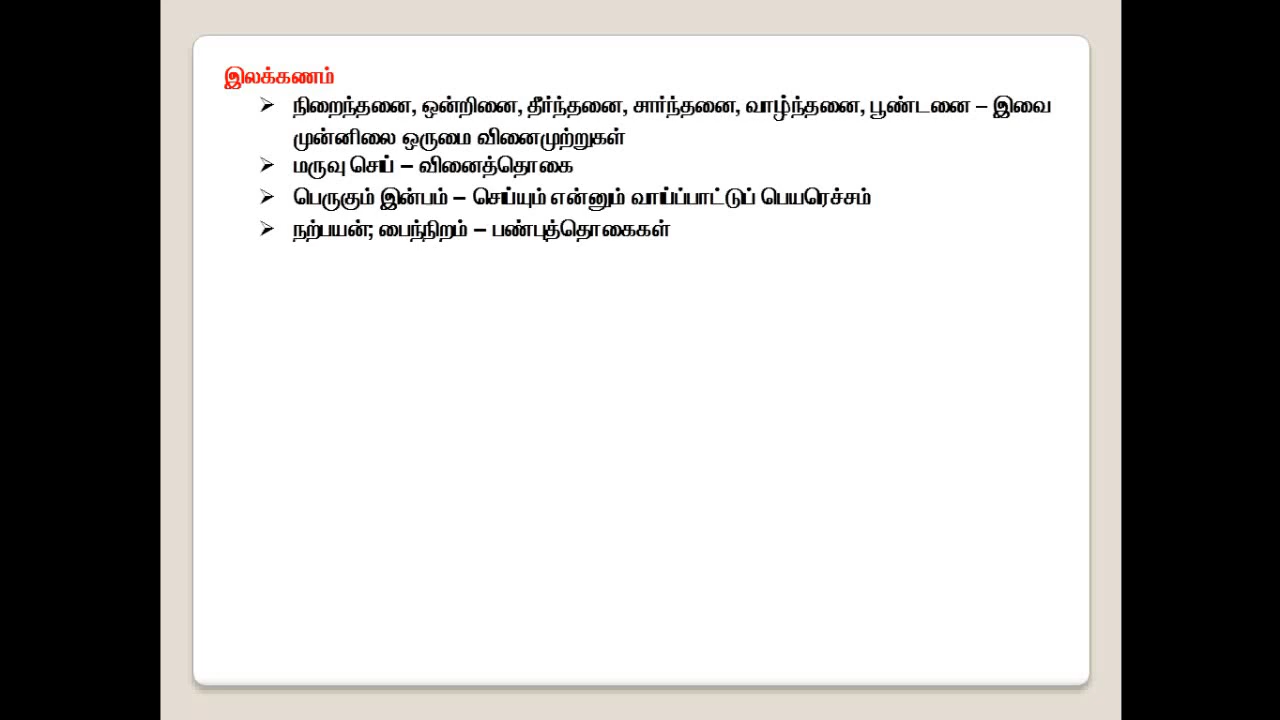 இலக்கணம்
➢ நிறைந்தனை, ஒன்றினை, தீர்ந்தனை, சார்ந்தனை, வாழ்ந்தனை, பூண்டனை – இவை
முன்னிலை ஒருமை வினைமுற்றுகள்
➢ மருவு செய் – வினைத்தொகை
➢ பெருகும் இன்பம் – செய்யும் என்னும் வாய்ப்பாட்டுப் பெயரெச்சம்
➢ நற்பயன்; பைந்நிறம் – பண்புத்தொகைகள்